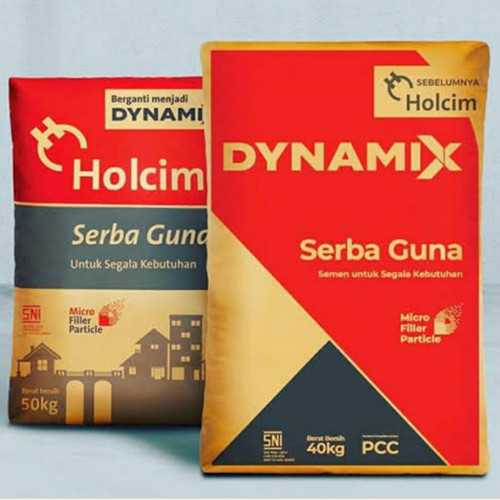 Berganti menjadi
DYNAMI
Holcim
Serba Guna
Untuk Segala Kebutuhan
SNI
Micro
Filler
Particle
Berat bersih
50kg
SEBELUMNYA
Holcim
DYNAMIX
Serba Guna
Semen untuk Segala Kebutuhan
Micro
Filler
Particle
SNI
Berat Bersih
40kg
PCC